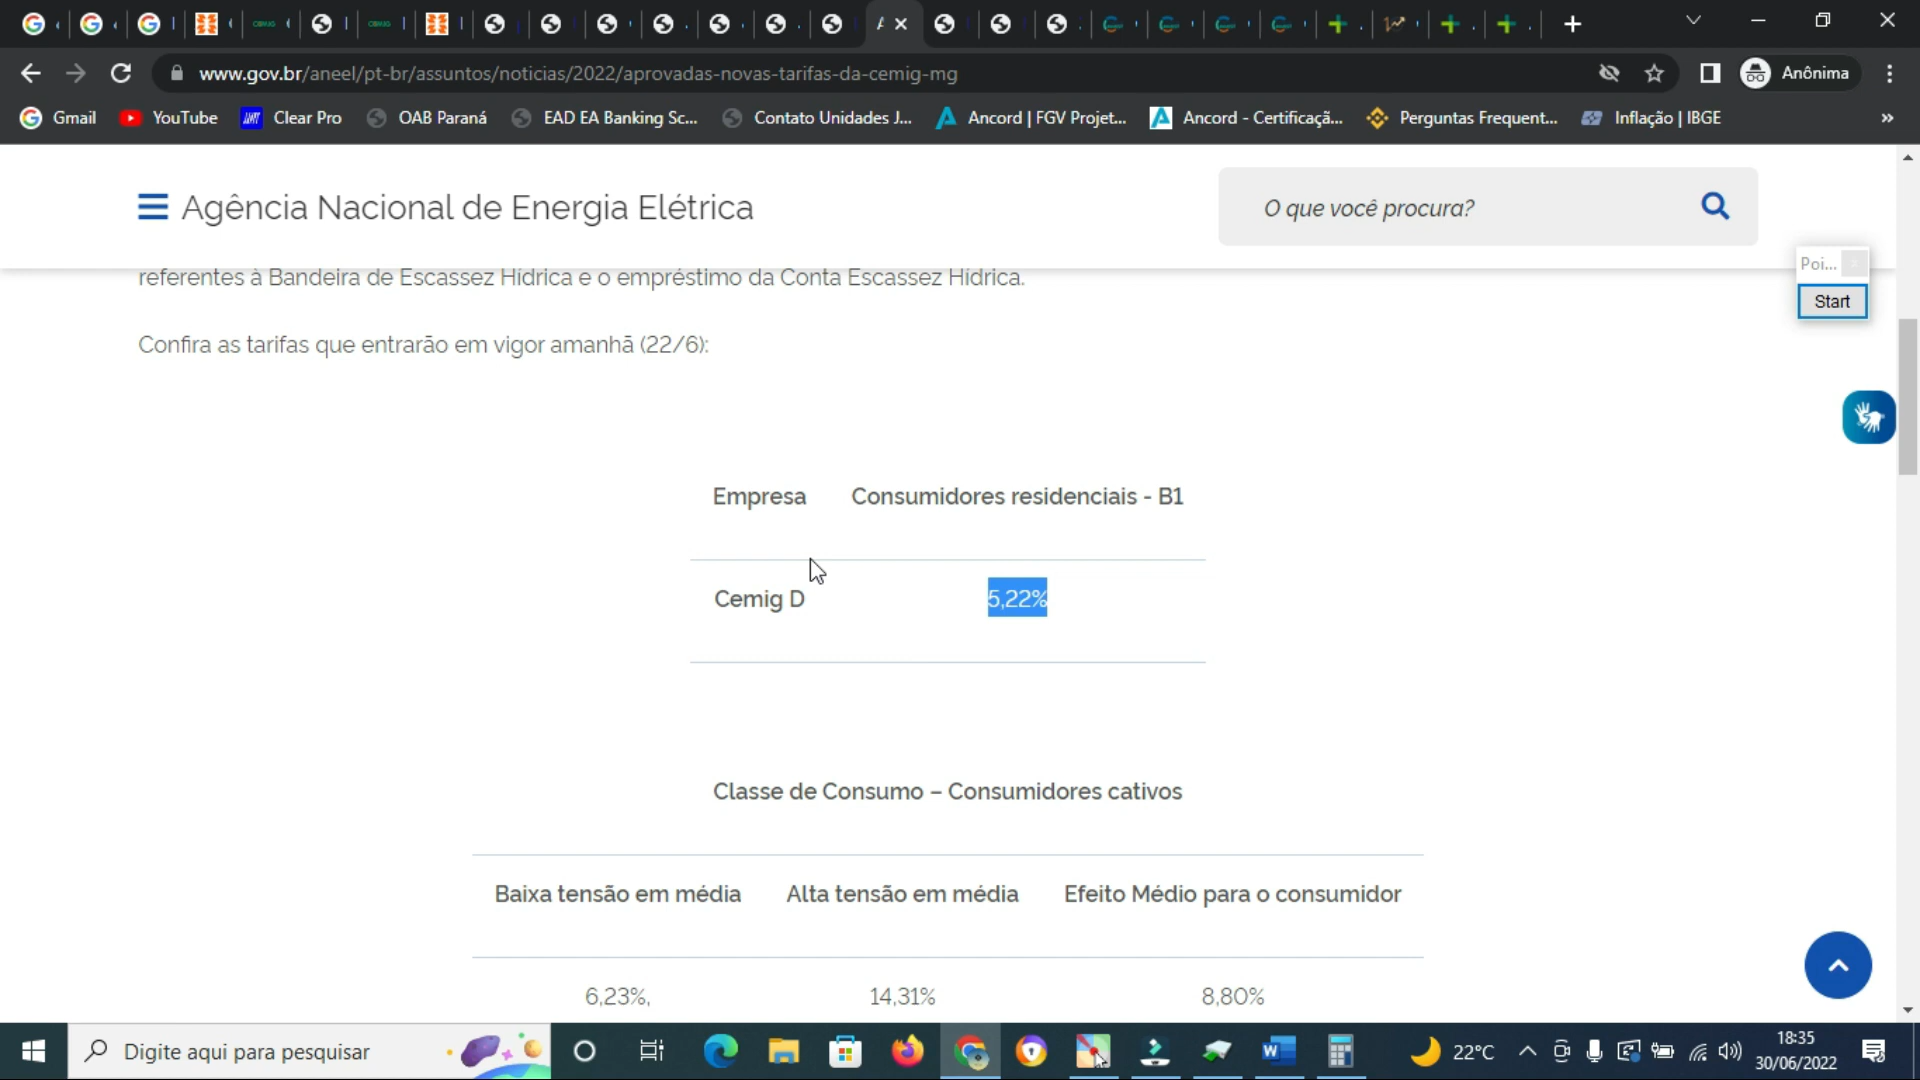 www.gov.br/aneel/pt-br/assuntos/noticias/2022/aprovadas-novas-tarifas-da-cemig-mg
Anônima
Gmail
YouTube
Clear Pro
OAB Paraná
EAD EA Banking Sc...
Contato Unidades J...
Ancord | FGV Projet...
Ancord - Certificaçã...
Perguntas Frequent...
Inflação | IBGE
»
Agência Nacional de Energia Elétrica
O que você procura?
referentes à Bandeira de Escassez Hídrica e o empréstimo da Conta Escassez Hídrica.
Poi...
Start
Confira as tarifas que entrarão em vigor amanhã (22/6):
Empresa Consumidores residenciais - B1
Cemig D 5,22%
Classe de Consumo – Consumidores cativos
Baixa tensão em média Alta tensão em média Efeito Médio para o consumidor
6,23%, 14,31% 8,80%
Digite aqui para pesquisar
22°C
18:35
30/06/2022